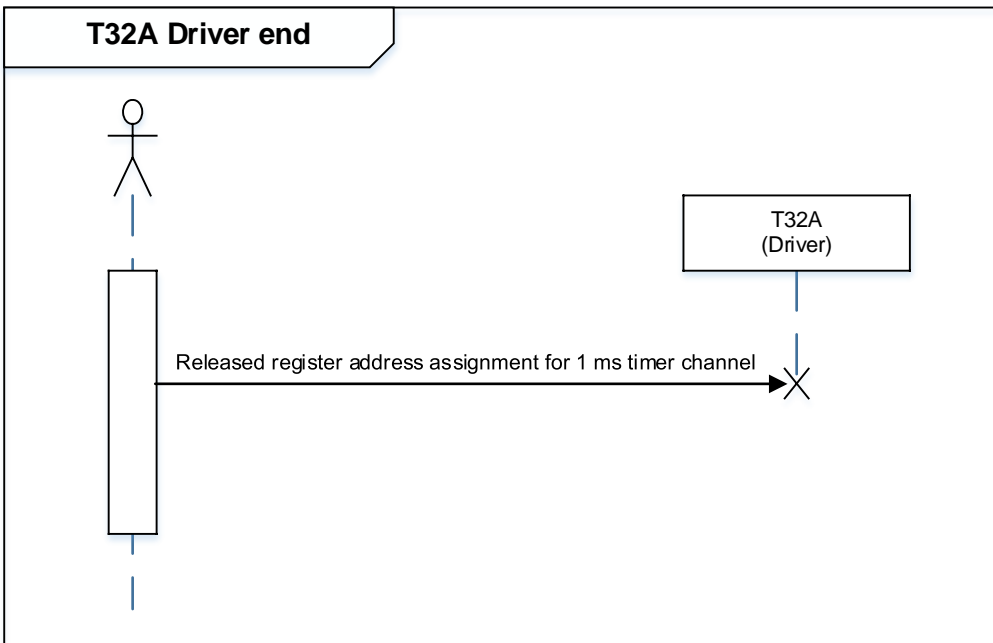 T32A Driver end
T32A
(Driver)
Released register address assignment for 1 ms timer channel